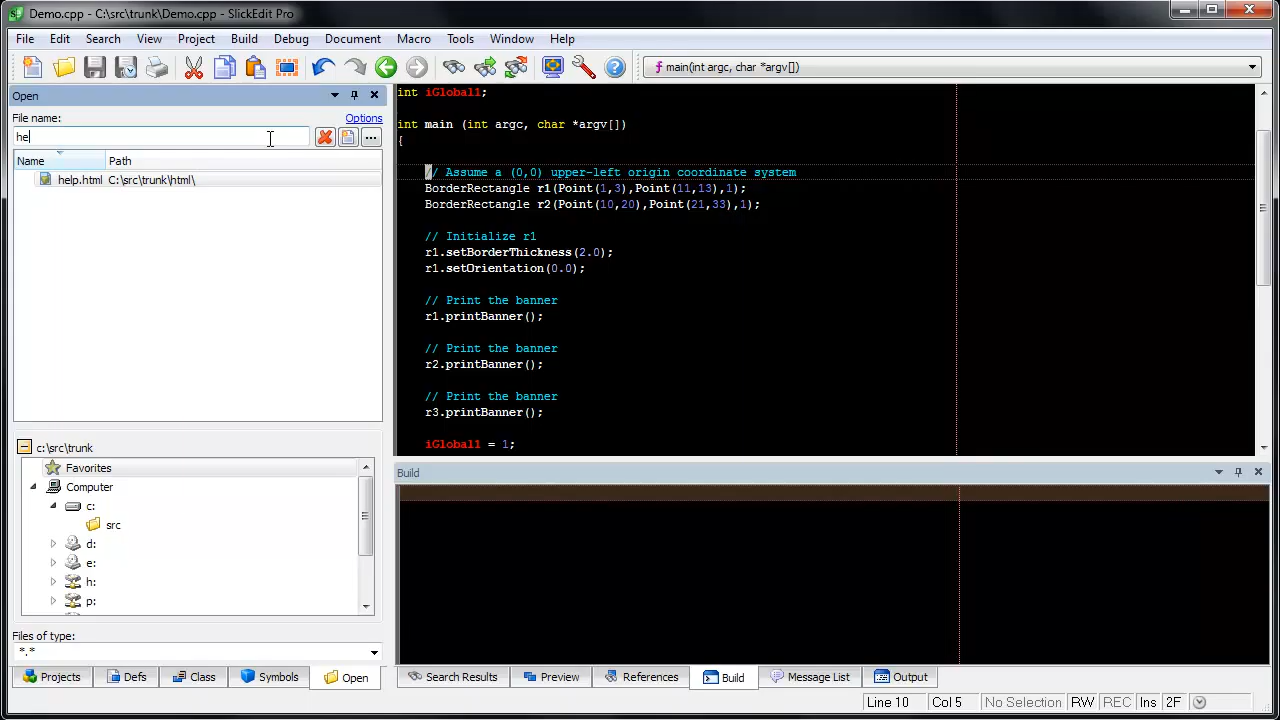 Demo.cpp - C:\src\trunk\Demo.cpp - SlickEdit Pro
File Edit Search View Project Build Debug Document Macro Tools Window Help
main(int argc, char *argv[])
Open
File name: Options
he
Name Path
help.html C:\src\trunk\html\
c:\src\trunk
Favorites
Computer
c:
src
d:
e:
h:
p:
Files of type:
*.*
Projects Defs Class Symbols Open
int iGlobal1;
int main (int argc, char *argv[])
{
// Assume a (0,0) upper-left origin coordinate system
BorderRectangle r1(Point(1,3),Point(11,13),1);
BorderRectangle r2(Point(10,20),Point(21,33),1);
// Initialize r1
r1.setBorderThickness(2.0);
r1.setOrientation(0.0);
// Print the banner
r1.printBanner();
// Print the banner
r2.printBanner();
// Print the banner
r3.printBanner();
iGlobal1 = 1;
Build
Search Results Preview References Build Message List Output
Line 10 Col 5 No Selection RW REC Ins 2F